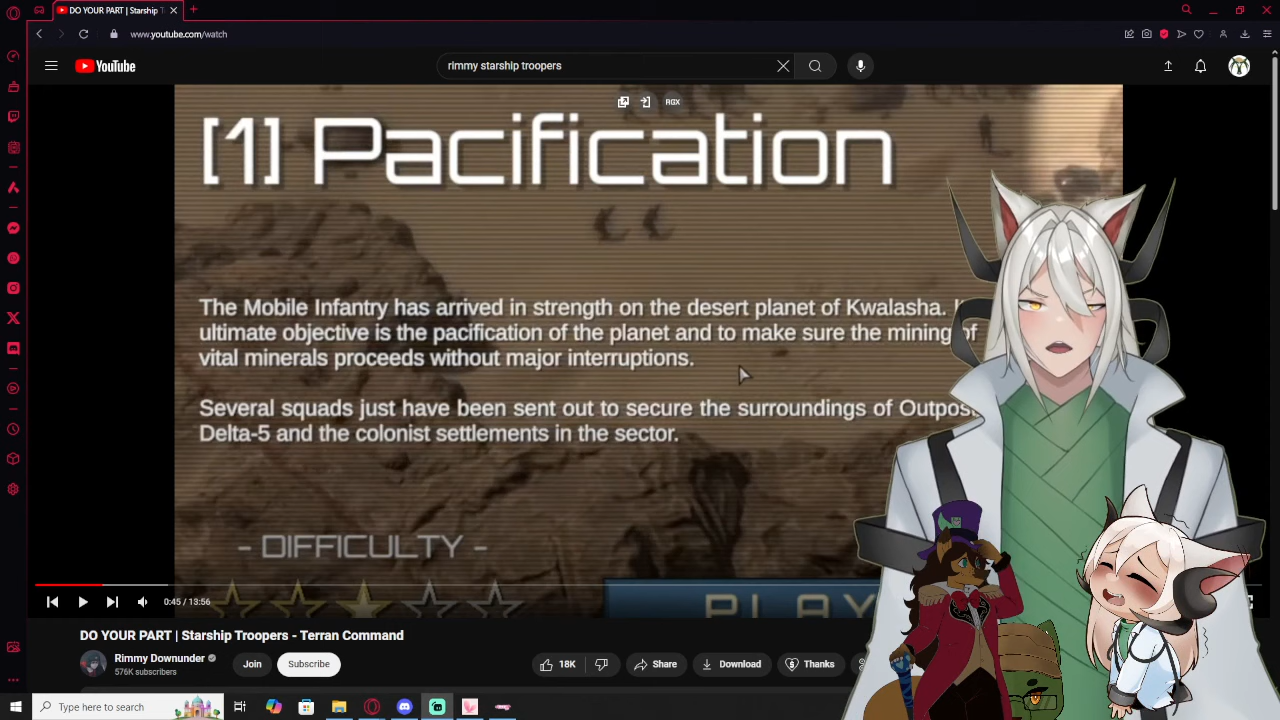 DO YOUR PART | Starship T
www.youtube.com/watch
YouTube
rimmy starship troopers
RGX
[1] Pacification
The Mobile Infantry has arrived in strength on the desert planet of Kwalasha.
ultimate objective is the pacification of the planet and to make sure the mining of
vital minerals proceeds without major interruptions.
Several squads just have been sent out to secure the surroundings of Outpost
Delta-5 and the colonist settlements in the sector.
- DIFFICULTY -
PLAY
0:45 / 13:56
DO YOUR PART | Starship Troopers - Terran Command
Rimmy Downunder
576K subscribers
Join
Subscribe
18K
Share
Download
Thanks
Type here to search